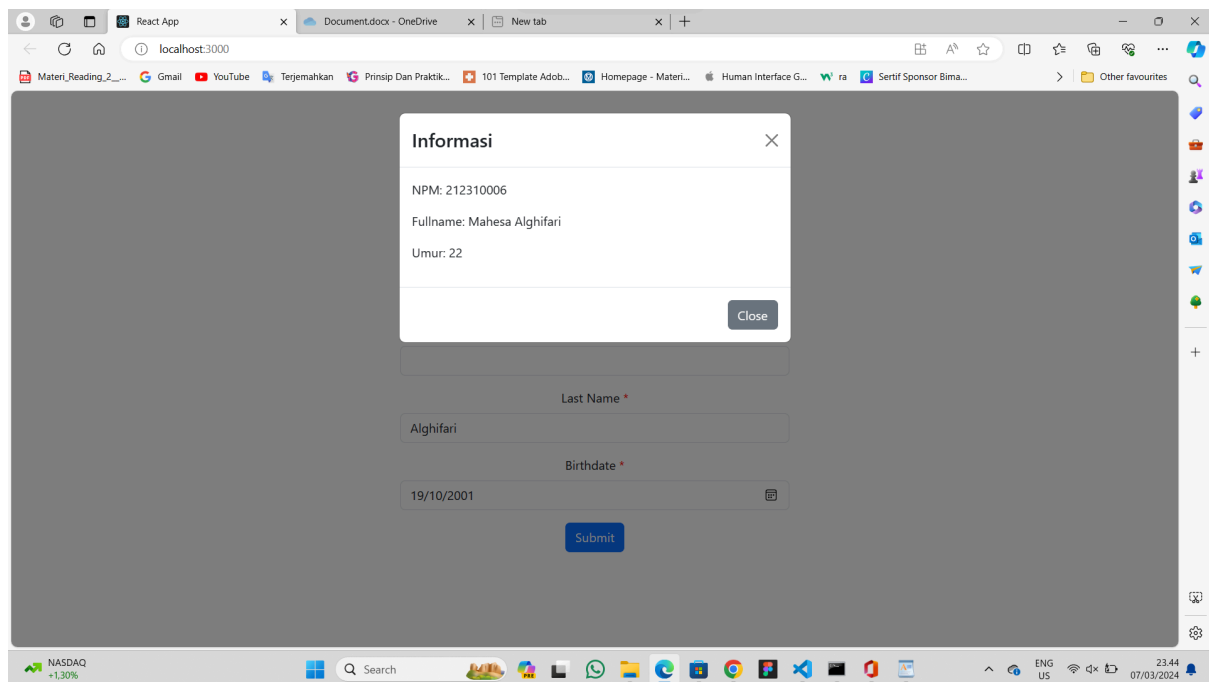 React App
Document.docx - OneDrive
New tab
localhost:3000
Materi_Reading_2__...
Gmail
YouTube
Terjemahkan
Prinsip Dan Praktik...
101 Template Adob...
Homepage - Materi...
Human Interface G...
ra
Sertif Sponsor Bima...
Other favourites
Informasi
NPM: 212310006
Fullname: Mahesa Alghifari
Umur: 22
Close
Last Name *
Alghifari
Birthdate *
19/10/2001
Submit
NASDAQ
+1,30%
Search
ENG
US
23.44
07/03/2024